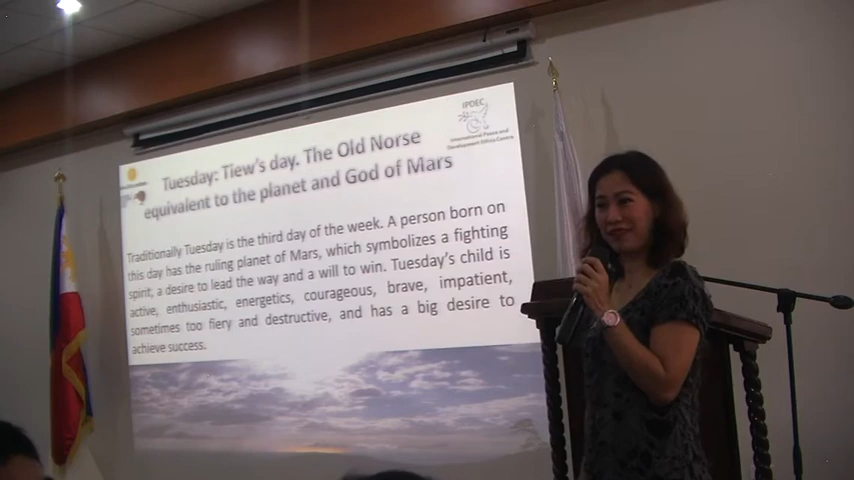 IPDEC
International Peace and
Development Ethics Centre
Tuesday: Tiew's day. The Old Norse
equivalent to the planet and God of Mars
Traditionally Tuesday is the third day of the week. A person born on
this day has the ruling planet of Mars, which symbolizes a fighting
spirit, a desire to lead the way and a will to win. Tuesday's child is
active, enthusiastic, energetics, courageous, brave, impatient,
sometimes too fiery and destructive, and has a big desire to
achieve success.